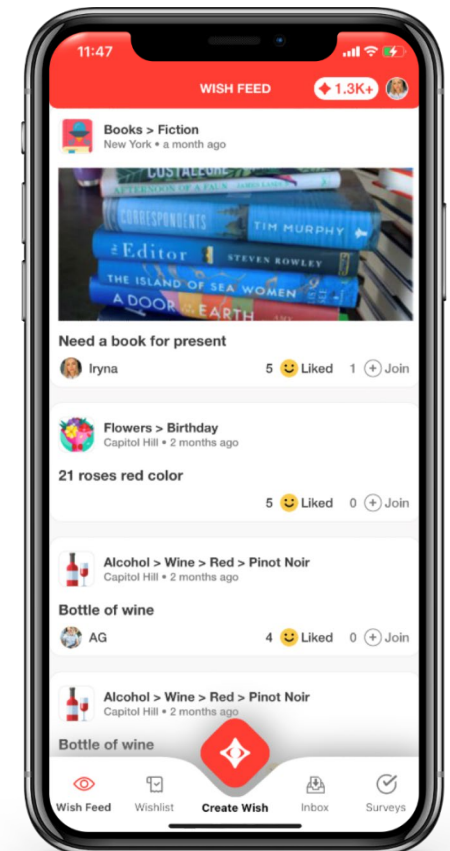 11:47
WISH FEED
1.3K+
Books > Fiction
New York • a month ago
AFTERNOON OF A FAUN
CORRESPONDENTS
TIM MURPHY
Editor
STEVEN ROWLEY
THE ISLAND OF SEA WOMEN
A DOOR EARTH
Need a book for present
Iryna
5 Liked 1 Join
Flowers > Birthday
Capitol Hill • 2 months ago
21 roses red color
5 Liked 0 Join
Alcohol > Wine > Red > Pinot Noir
Capitol Hill • 2 months ago
Bottle of wine
AG
4 Liked 0 Join
Alcohol > Wine > Red > Pinot Noir
Capitol Hill • 2 months ago
Bottle of wine
Wish Feed
Wishlist
Create Wish
Inbox
Surveys